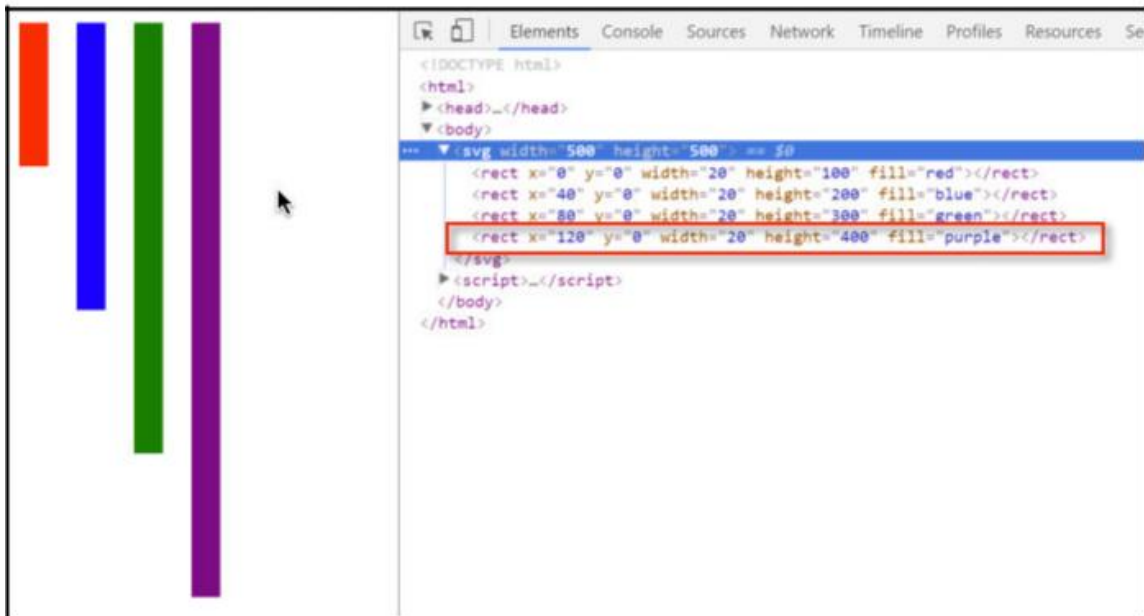 Elements Console Sources Network Timeline Profiles Resources Se
<!DOCTYPE html>
<html>
▶<head>…</head>
▼<body>
••• ▼<svg width="500" height="500"> == $0
<rect x="0" y="0" width="20" height="100" fill="red"></rect>
<rect x="40" y="0" width="20" height="200" fill="blue"></rect>
<rect x="80" y="0" width="20" height="300" fill="green"></rect>
<rect x="120" y="0" width="20" height="400" fill="purple"></rect>
</svg>
▶<script>…</script>
</body>
</html>